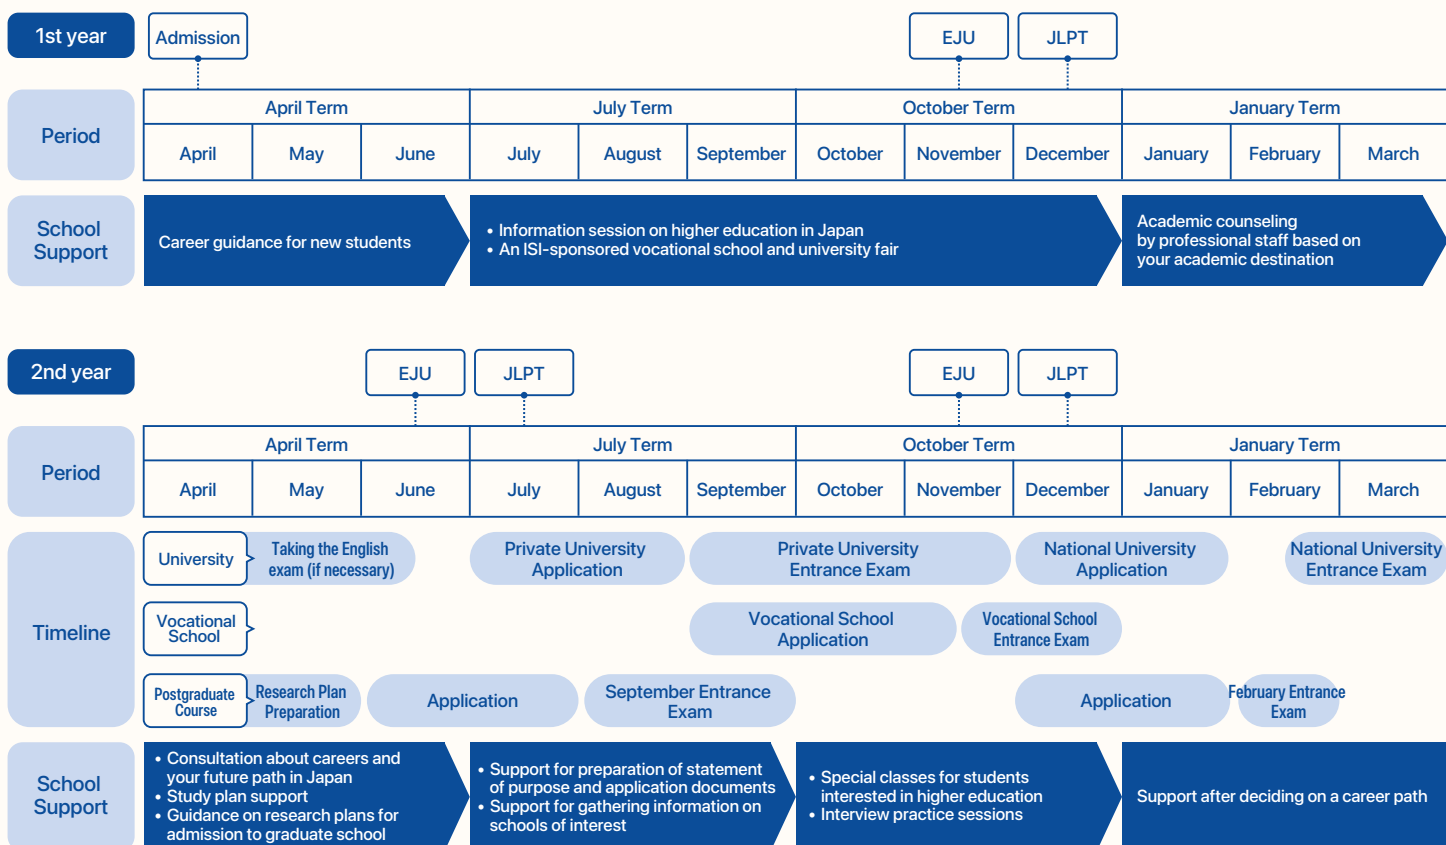 1st year
Admission
EJU
JLPT
Period
April Term
July Term
October Term
January Term
April
May
June
July
August
September
October
November
December
January
February
March
School
Support
Career guidance for new students
• Information session on higher education in Japan
• An ISI-sponsored vocational school and university fair
Academic counseling
by professional staff based on
your academic destination
2nd year
EJU
JLPT
EJU
JLPT
Period
April Term
July Term
October Term
January Term
April
May
June
July
August
September
October
November
December
January
February
March
Timeline
University
Taking the English
exam (if necessary)
Private University
Application
Private University
Entrance Exam
National University
Application
National University
Entrance Exam
Vocational
School
Vocational School
Application
Vocational School
Entrance Exam
Postgraduate
Course
Research Plan
Preparation
Application
September Entrance
Exam
Application
February Entrance
Exam
School
Support
• Consultation about careers and
your future path in Japan
• Study plan support
• Guidance on research plans for
admission to graduate school
• Support for preparation of statement
of purpose and application documents
• Support for gathering information on
schools of interest
• Special classes for students
interested in higher education
• Interview practice sessions
Support after deciding on a career path